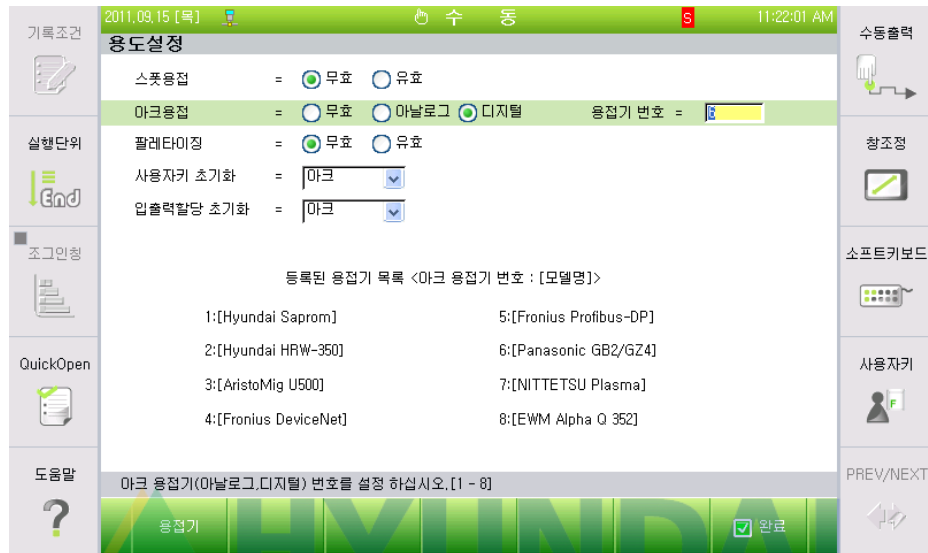 2011.09.15 [목] 수 동 S 11:22:01 AM
용도설정
기록조건
실행단위
End
조그인칭
QuickOpen
도움말
스폿용접 = 무효 유효
아크용접 = 무효 아날로그 디지털 용접기 번호 = 6
팔레타이징 = 무효 유효
사용자키 초기화 = 아크
입출력할당 초기화 = 아크
등록된 용접기 목록 <아크 용접기 번호 : [모델명]>
1:[Hyundai Saprom]
2:[Hyundai HRW-350]
3:[AristoMig U500]
4:[Fronius DeviceNet]
5:[Fronius Profibus-DP]
6:[Panasonic GB2/GZ4]
7:[NITTETSU Plasma]
8:[EWM Alpha Q 352]
아크 용접기(아날로그,디지털) 번호를 설정 하십시오.[1 - 8]
용접기 완료
HYUNDAI
수동출력
창조정
소프트키보드
사용자키
F
PREV/NEXT